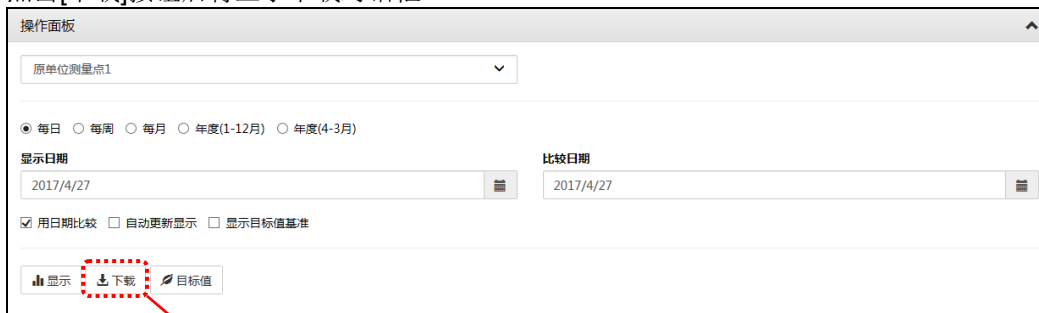 操作面板
原单位测量点1
每日 每周 每月 年度(1-12月) 年度(4-3月)
显示日期 比较日期
2017/4/27 2017/4/27
用日期比较 自动更新显示 显示目标值基准
显示 下载 目标值